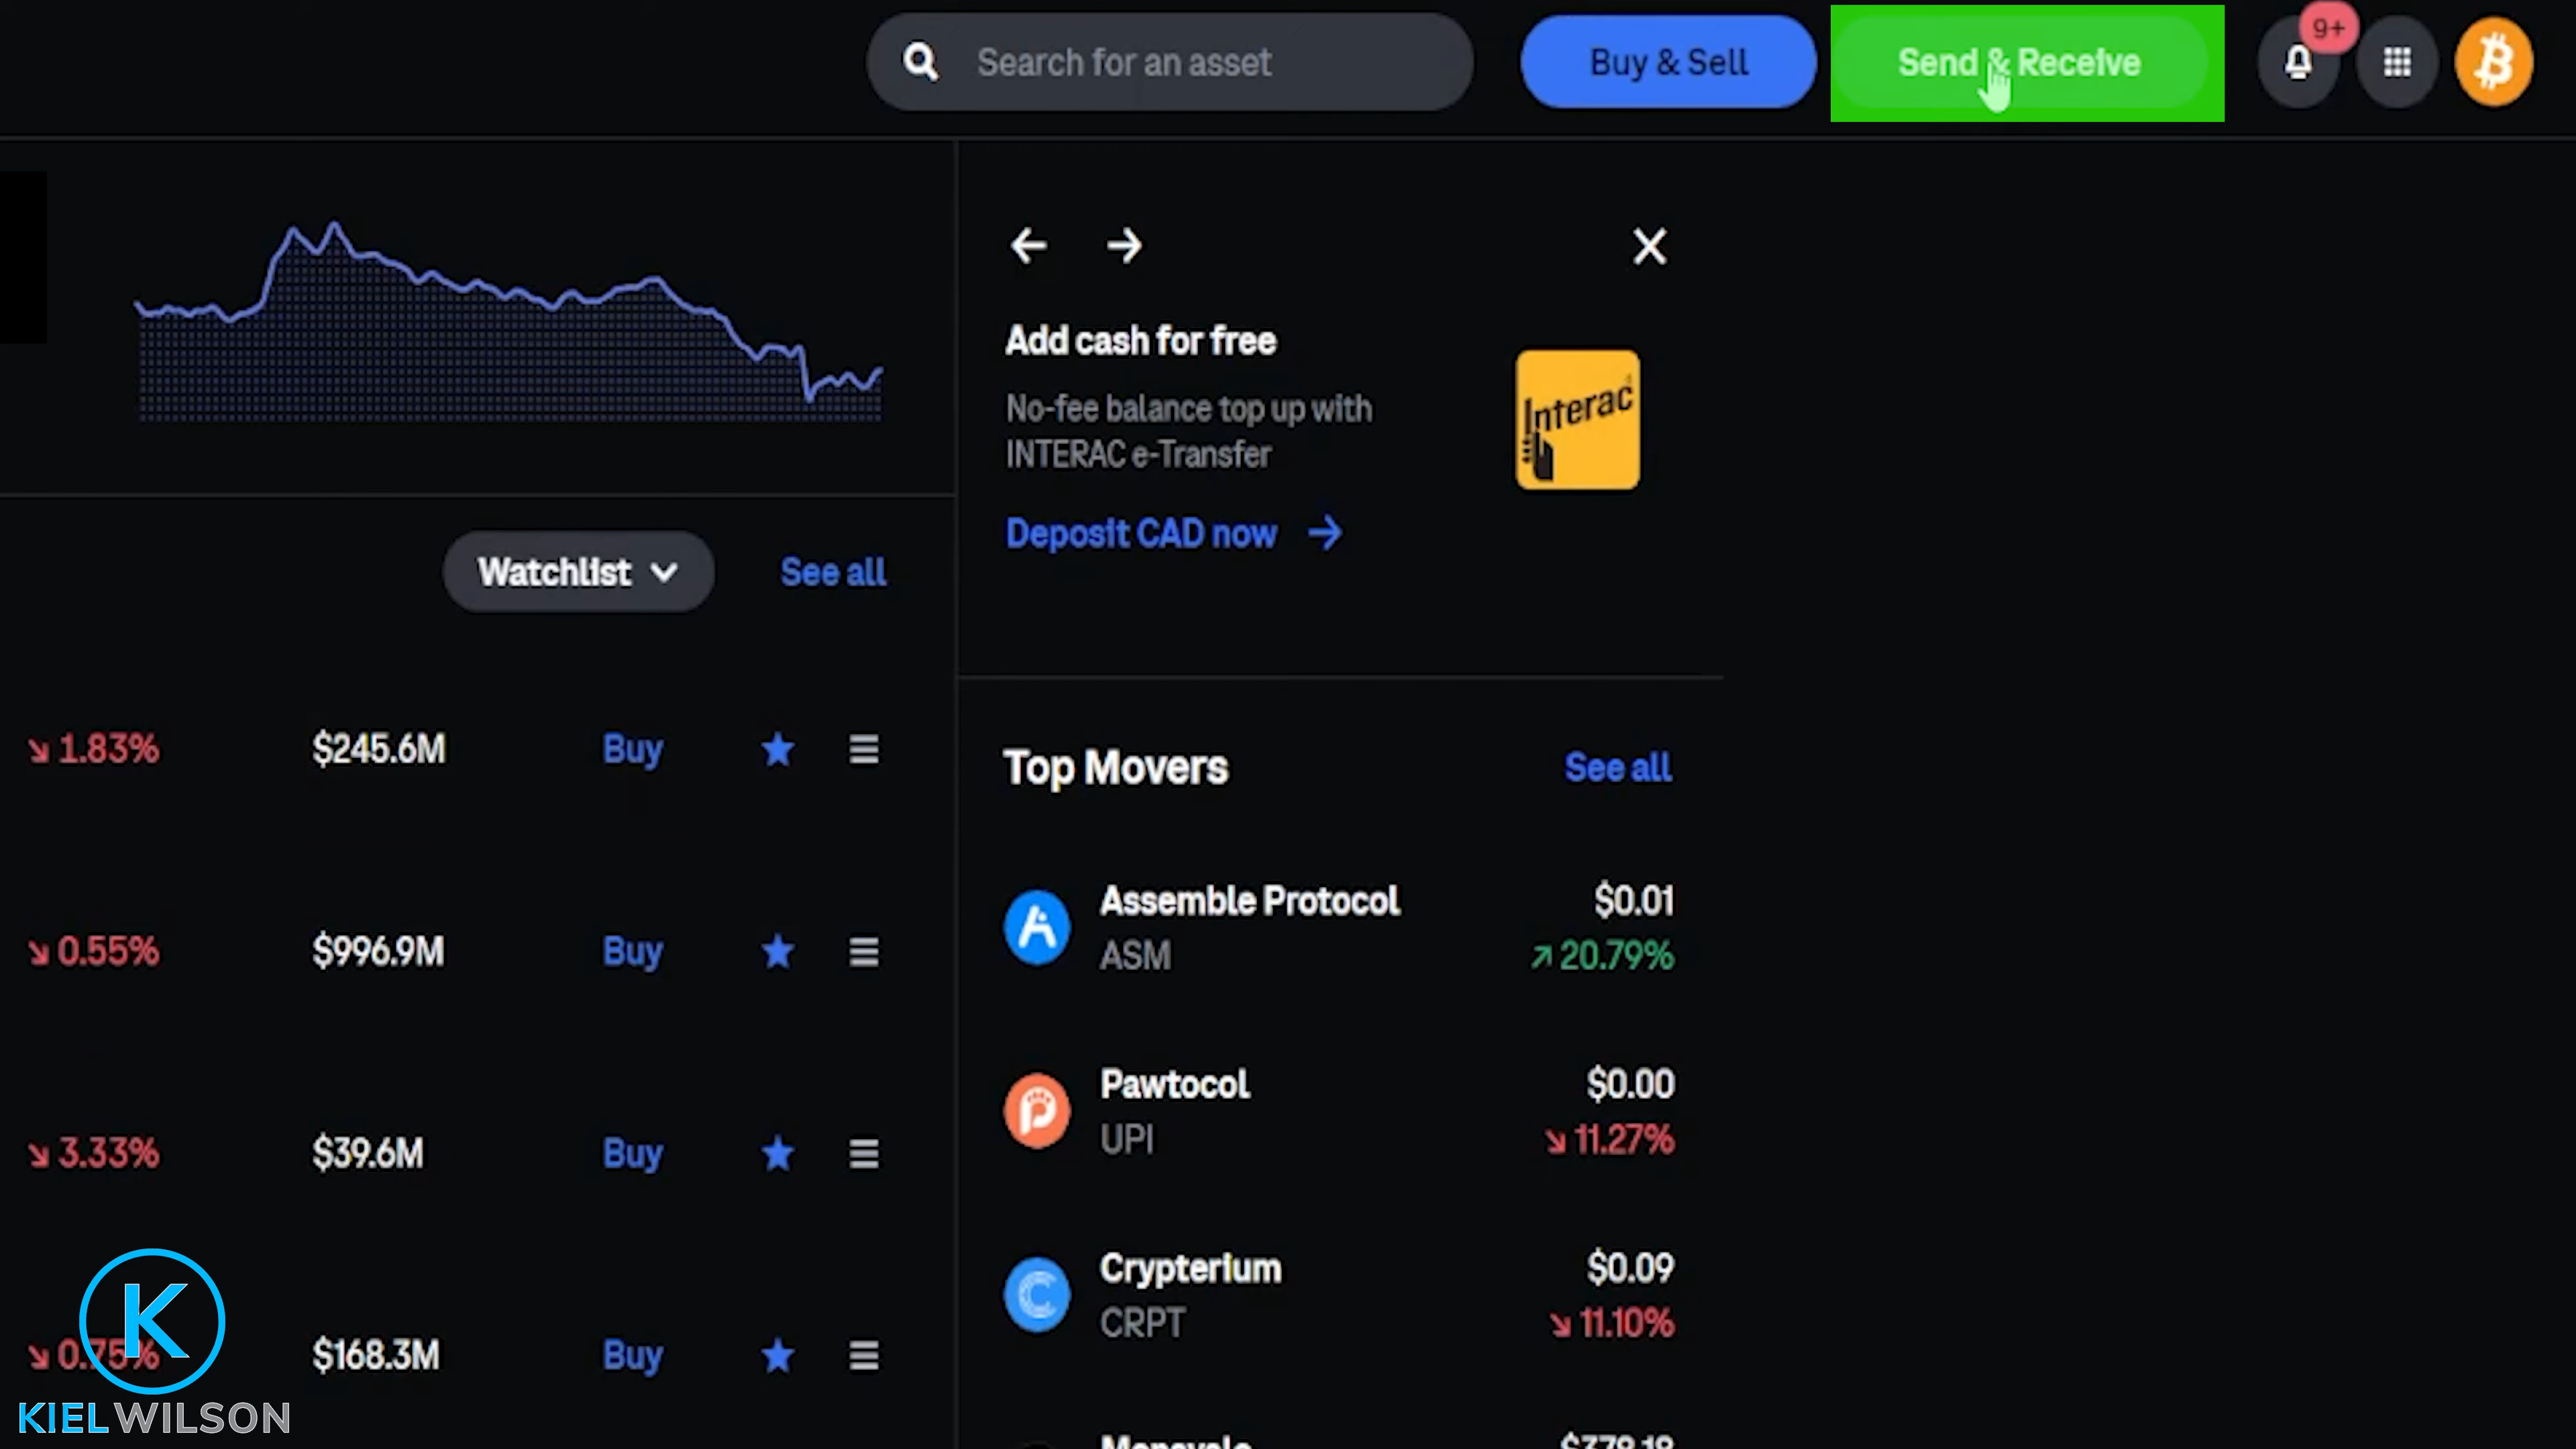 Search for an asset
Buy & Sell
Send & Receive
9+
Add cash for free
No-fee balance top up with
INTERAC e-Transfer
Interac
Deposit CAD now
Watchlist
See all
1.83% $245.6M Buy
0.55% $996.9M Buy
3.33% $39.6M Buy
0.75% $168.3M Buy
Top Movers
See all
Assemble Protocol $0.01
ASM 20.79%
Pawtocol $0.00
UPI 11.27%
Crypterium $0.09
CRPT 11.10%
K
KIEL WILSON